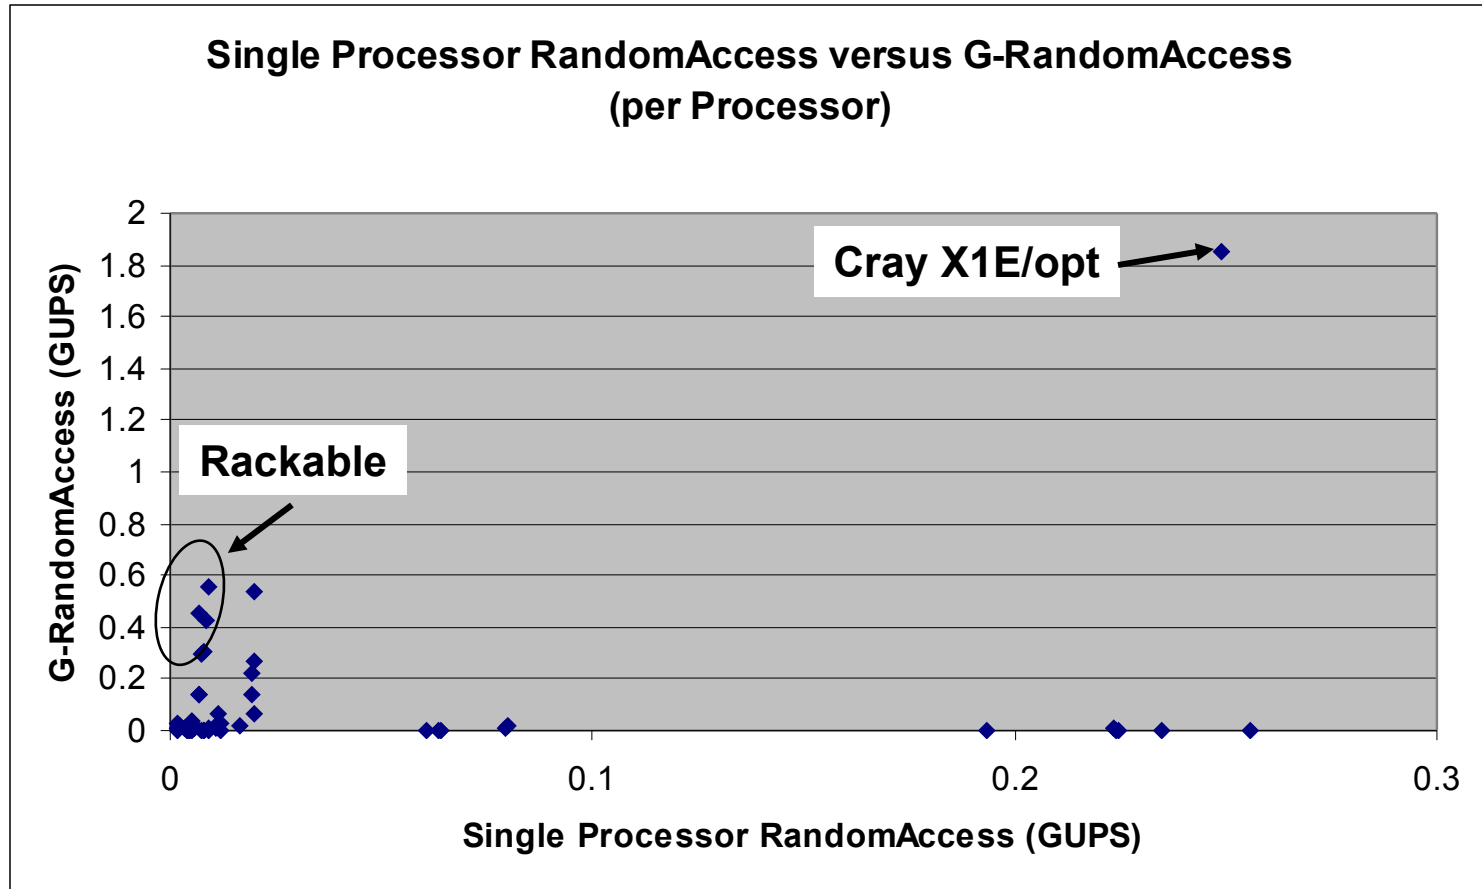 Single Processor RandomAccess versus G-RandomAccess
(per Processor)
G-RandomAccess (GUPS)
2
1.8
1.6
1.4
1.2
1
0.8
0.6
0.4
0.2
0
Cray X1E/opt
Rackable
0
0.1
0.2
0.3
Single Processor RandomAccess (GUPS)